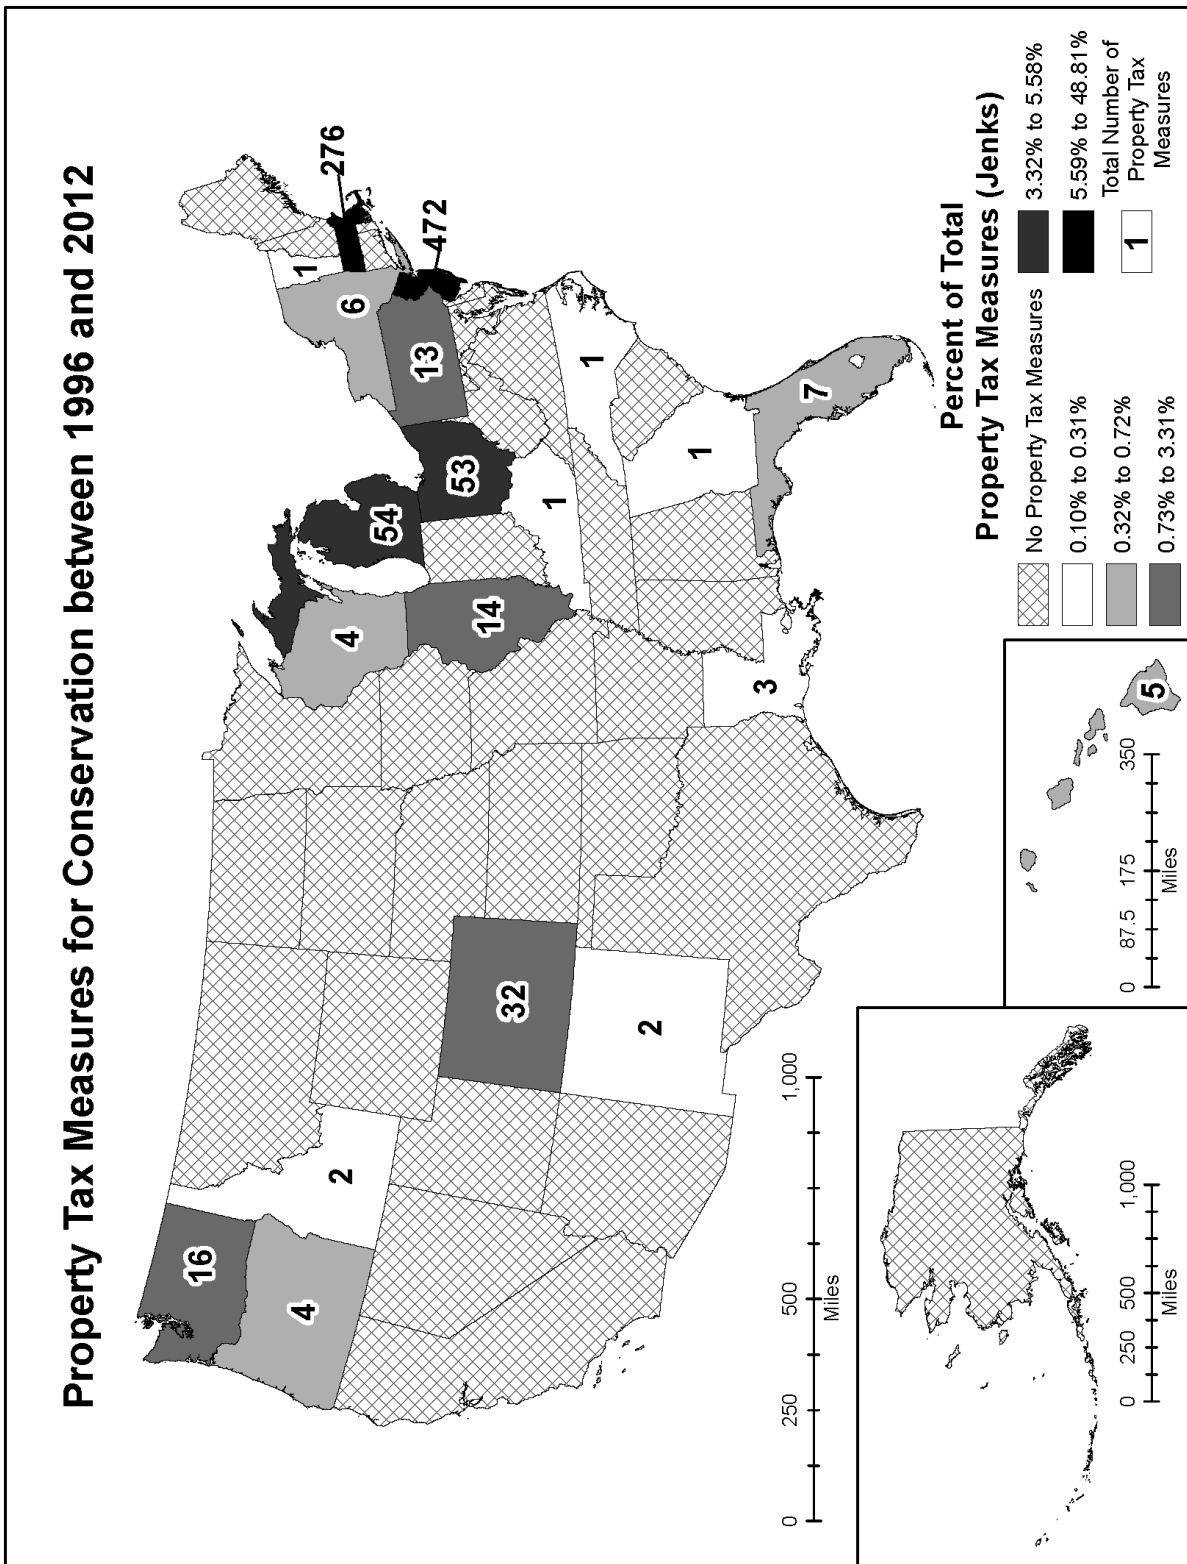 Property Tax Measures for Conservation between 1996 and 2012
16
4
2
32
2
4
14
54
53
13
6
1
276
472
1
1
1
3
7
0 250 500 1,000
Miles
0 250 500 1,000
Miles
0 87.5 175 350
Miles
5
Percent of Total
Property Tax Measures (Jenks)
No Property Tax Measures
0.10% to 0.31%
0.32% to 0.72%
0.73% to 3.31%
3.32% to 5.58%
5.59% to 48.81%
1
Total Number of
Property Tax
Measures